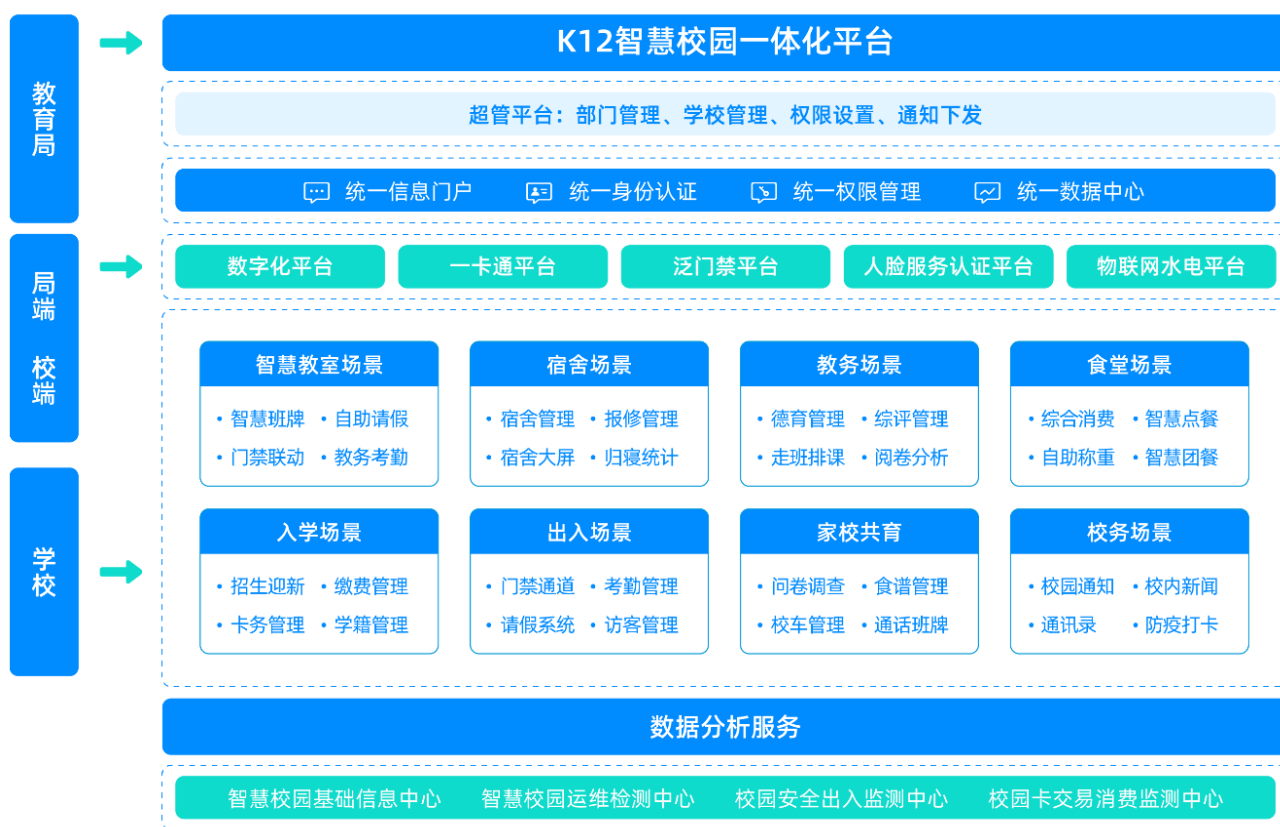 教育局
K12智慧校园一体化平台
超管平台：部门管理、学校管理、权限设置、通知下发
统一信息门户 统一身份认证 统一权限管理 统一数据中心
局端 校端
数字化平台 一卡通平台 泛门禁平台 人脸服务认证平台 物联网水电平台
智慧教室场景
• 智慧班牌 • 自助请假
• 门禁联动 • 教务考勤
宿舍场景
• 宿舍管理 • 报修管理
• 宿舍大屏 • 归寝统计
教务场景
• 德育管理 • 综评管理
• 走班排课 • 阅卷分析
食堂场景
• 综合消费 • 智慧点餐
• 自助称重 • 智慧团餐
学校
入学场景
• 招生迎新 • 缴费管理
• 卡务管理 • 学籍管理
出入场景
• 门禁通道 • 考勤管理
• 请假系统 • 访客管理
家校共育
• 问卷调查 • 食谱管理
• 校车管理 • 通话班牌
校务场景
• 校园通知 • 校内新闻
• 通讯录 • 防疫打卡
数据分析服务
智慧校园基础信息中心 智慧校园运维检测中心 校园安全出入监测中心 校园卡交易消费监测中心